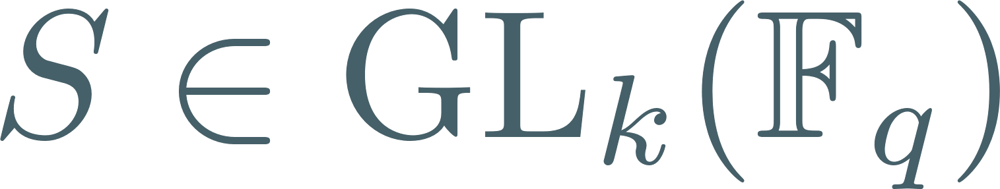 S ∈ GL_k(𝔽_q)